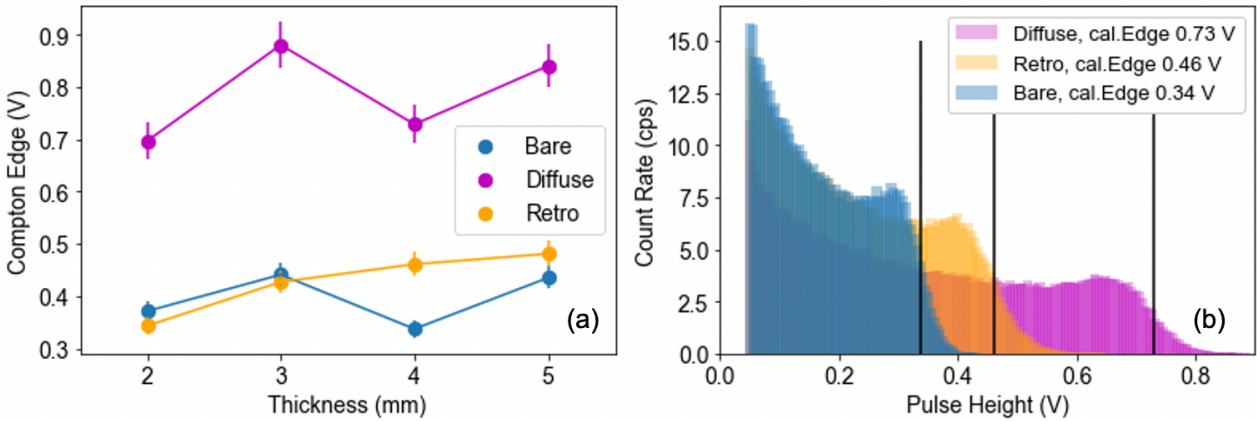 0.9
0.8
0.7
0.6
0.5
0.4
0.3
Compton Edge (V)
Bare
Diffuse
Retro
(a)
2 3 4 5
Thickness (mm)
15.0
12.5
10.0
7.5
5.0
2.5
0.0
Count Rate (cps)
Diffuse, cal.Edge 0.73 V
Retro, cal.Edge 0.46 V
Bare, cal.Edge 0.34 V
(b)
0.0 0.2 0.4 0.6 0.8
Pulse Height (V)